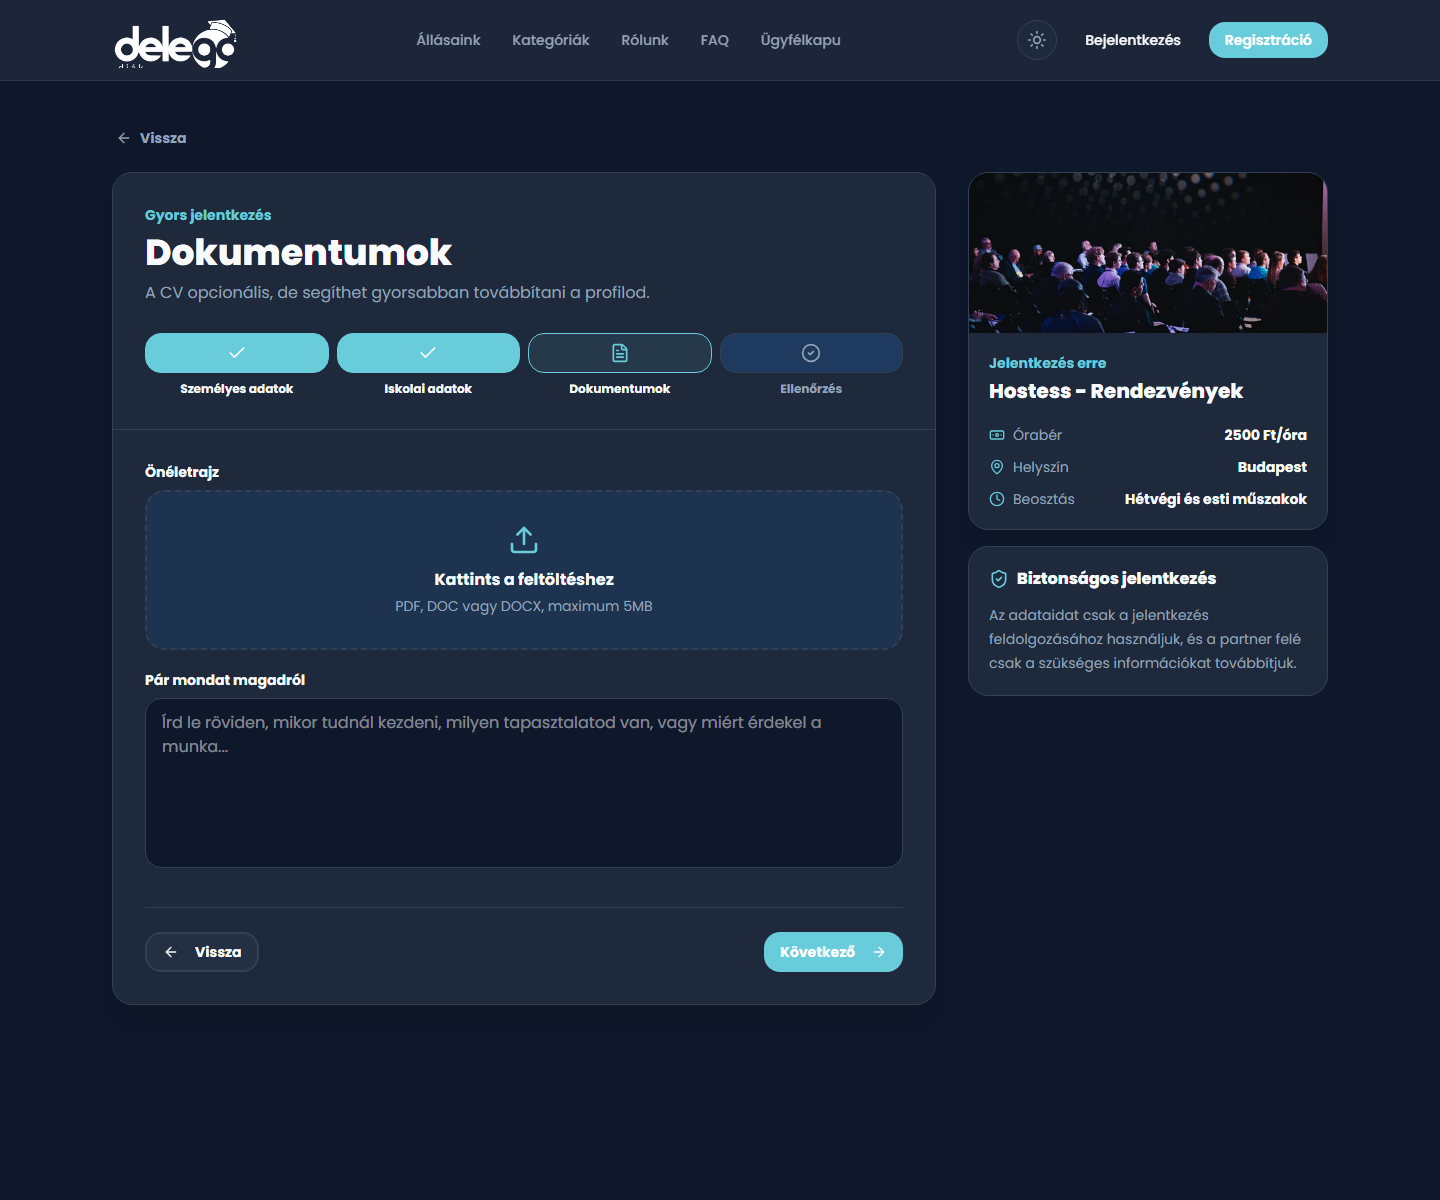 delego
diák
Állásaink
Kategóriák
Rólunk
FAQ
Ügyfélkapu
Bejelentkezés
Regisztráció
Vissza
Gyors jelentkezés
Dokumentumok
A CV opcionális, de segíthet gyorsabban továbbítani a profilod.
Személyes adatok
Iskolai adatok
Dokumentumok
Ellenőrzés
Önéletrajz
Kattints a feltöltéshez
PDF, DOC vagy DOCX, maximum 5MB
Pár mondat magadról
Írd le röviden, mikor tudnál kezdeni, milyen tapasztalatod van, vagy miért érdekel a
munka...
Vissza
Következő
Jelentkezés erre
Hostess - Rendezvények
Órabér 2500 Ft/óra
Helyszín Budapest
Beosztás Hétvégi és esti műszakok
Biztonságos jelentkezés
Az adataidat csak a jelentkezés
feldolgozásához használjuk, és a partner felé
csak a szükséges információkat továbbítjuk.